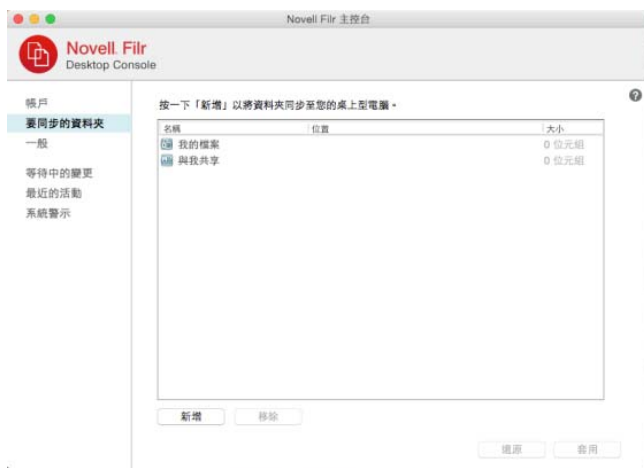 Novell Filr 主控台
Novell Filr
Desktop Console
帳戶
要同步的資料夾
一般
等待中的變更
最近的活動
系統警示
按一下「新增」以將資料夾同步至您的桌上型電腦。
名稱 位置 大小
我的檔案 0 位元組
與我共享 0 位元組
新增 移除
還原 套用
?